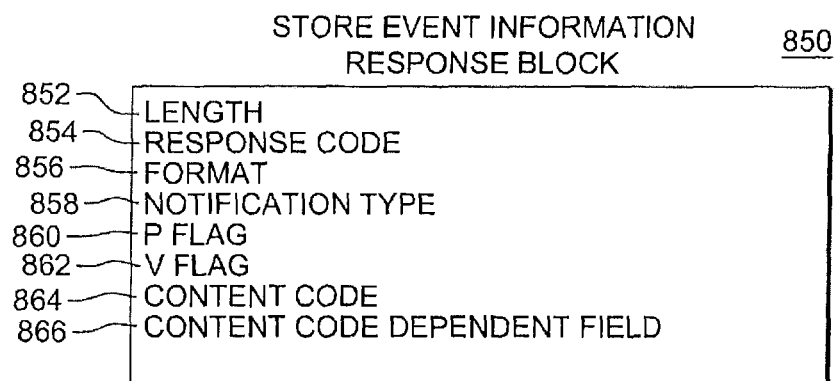 STORE EVENT INFORMATION
RESPONSE BLOCK
850
852 LENGTH
854 RESPONSE CODE
856 FORMAT
858 NOTIFICATION TYPE
860 P FLAG
862 V FLAG
864 CONTENT CODE
866 CONTENT CODE DEPENDENT FIELD